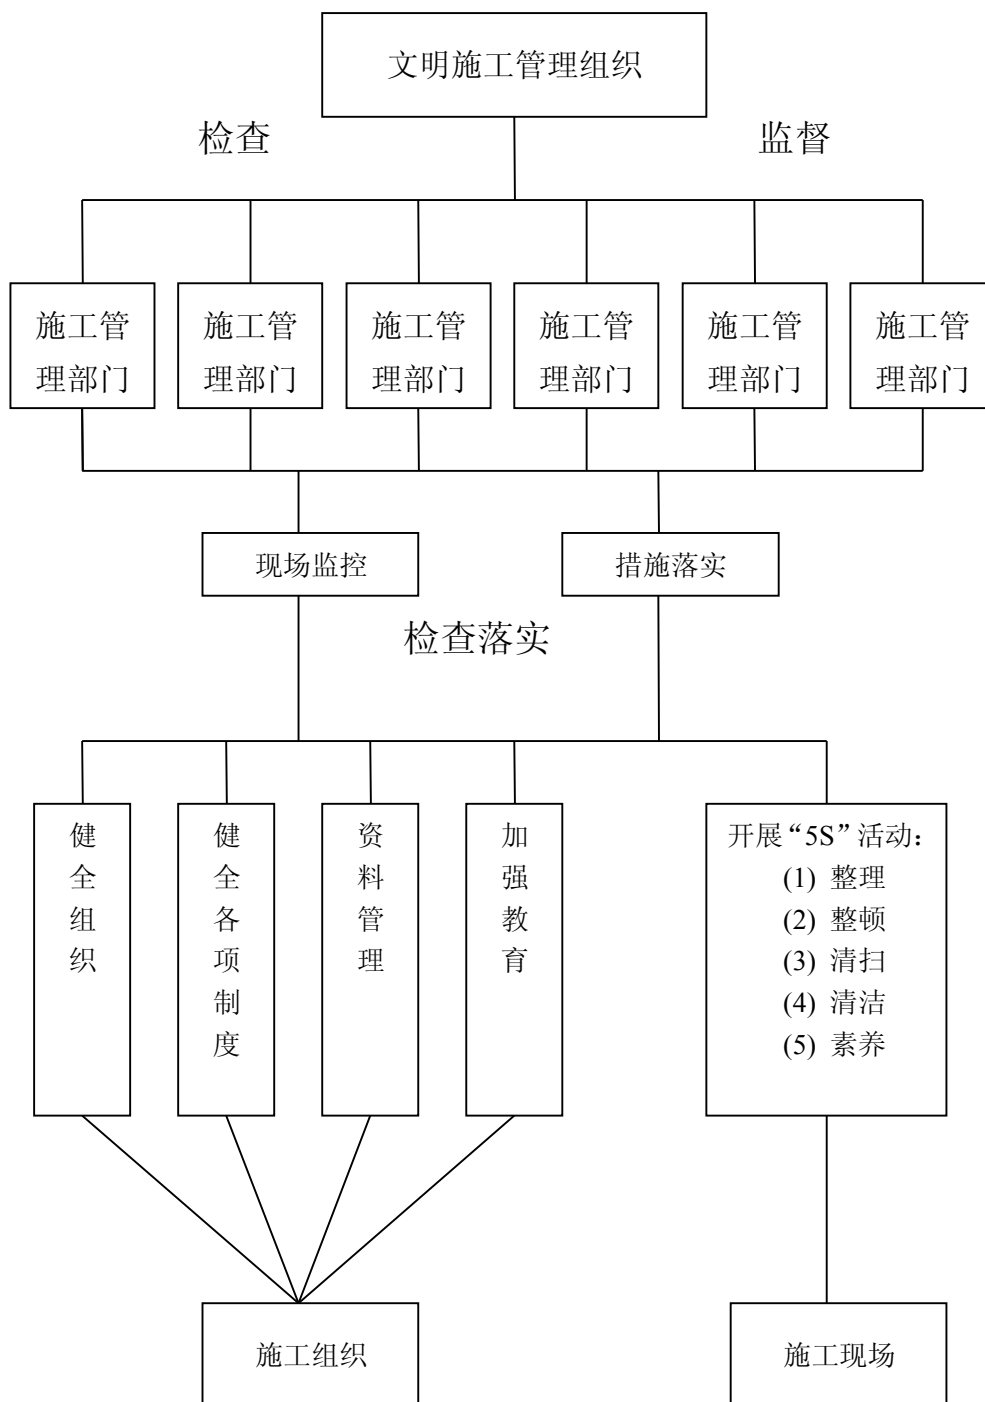 文明施工管理组织
检查
监督
施工管
理部门
施工管
理部门
施工管
理部门
施工管
理部门
施工管
理部门
施工管
理部门
现场监控
措施落实
检查落实
健
全
组
织
健
全
各
项
制
度
资
料
管
理
加
强
教
育
开展“5S”活动：
(1) 整理
(2) 整顿
(3) 清扫
(4) 清洁
(5) 素养
施工组织
施工现场